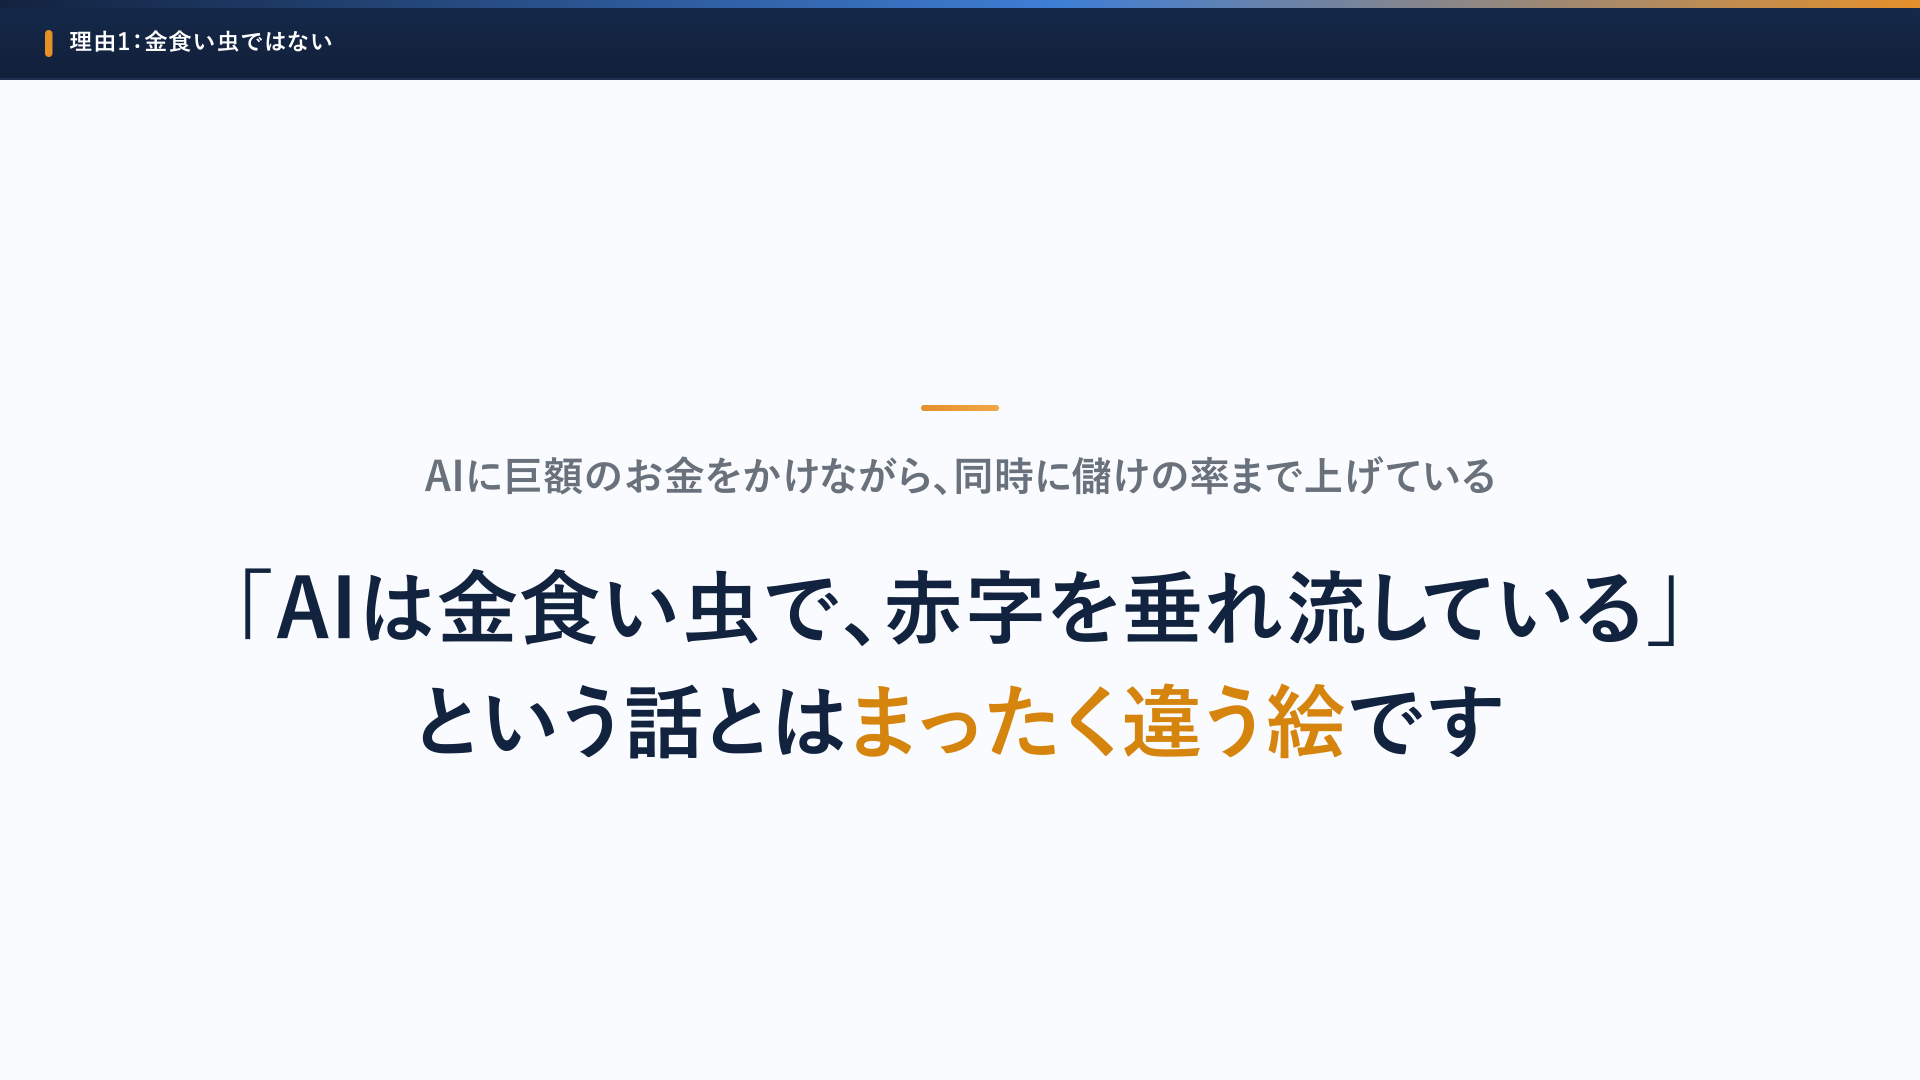 理由1：金食い虫ではない
AIに巨額のお金をかけながら、同時に儲けの率まで上げている
「AIは金食い虫で、赤字を垂れ流している」
という話とはまったく違う絵です